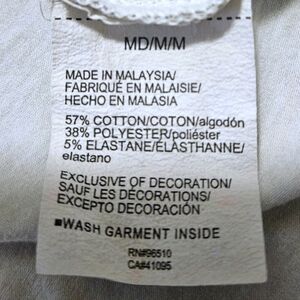 MD/M/M
MADE IN MALAYSIA/
FABRIQUÉ EN MALAISIE/
HECHO EN MALASIA
57% COTTON/COTON/algodón
38% POLYESTER/poliéster
5% ELASTANE/ÉLASTHANNE/
elastano
EXCLUSIVE OF DECORATION/
SAUF LES DÉCORATIONS/
EXCEPTO DECORACIÓN
■WASH GARMENT INSIDE
RN#96510
CA#41095